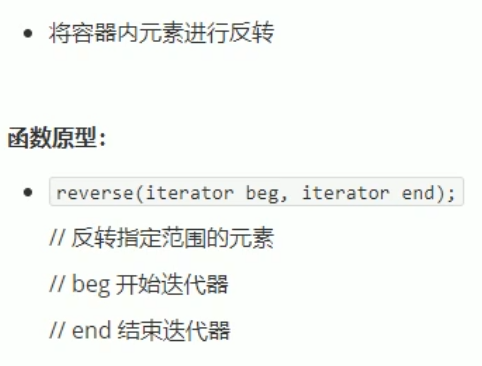 将容器内元素进行反转
函数原型：
reverse(iterator beg, iterator end);
// 反转指定范围的元素
// beg 开始迭代器
// end 结束迭代器